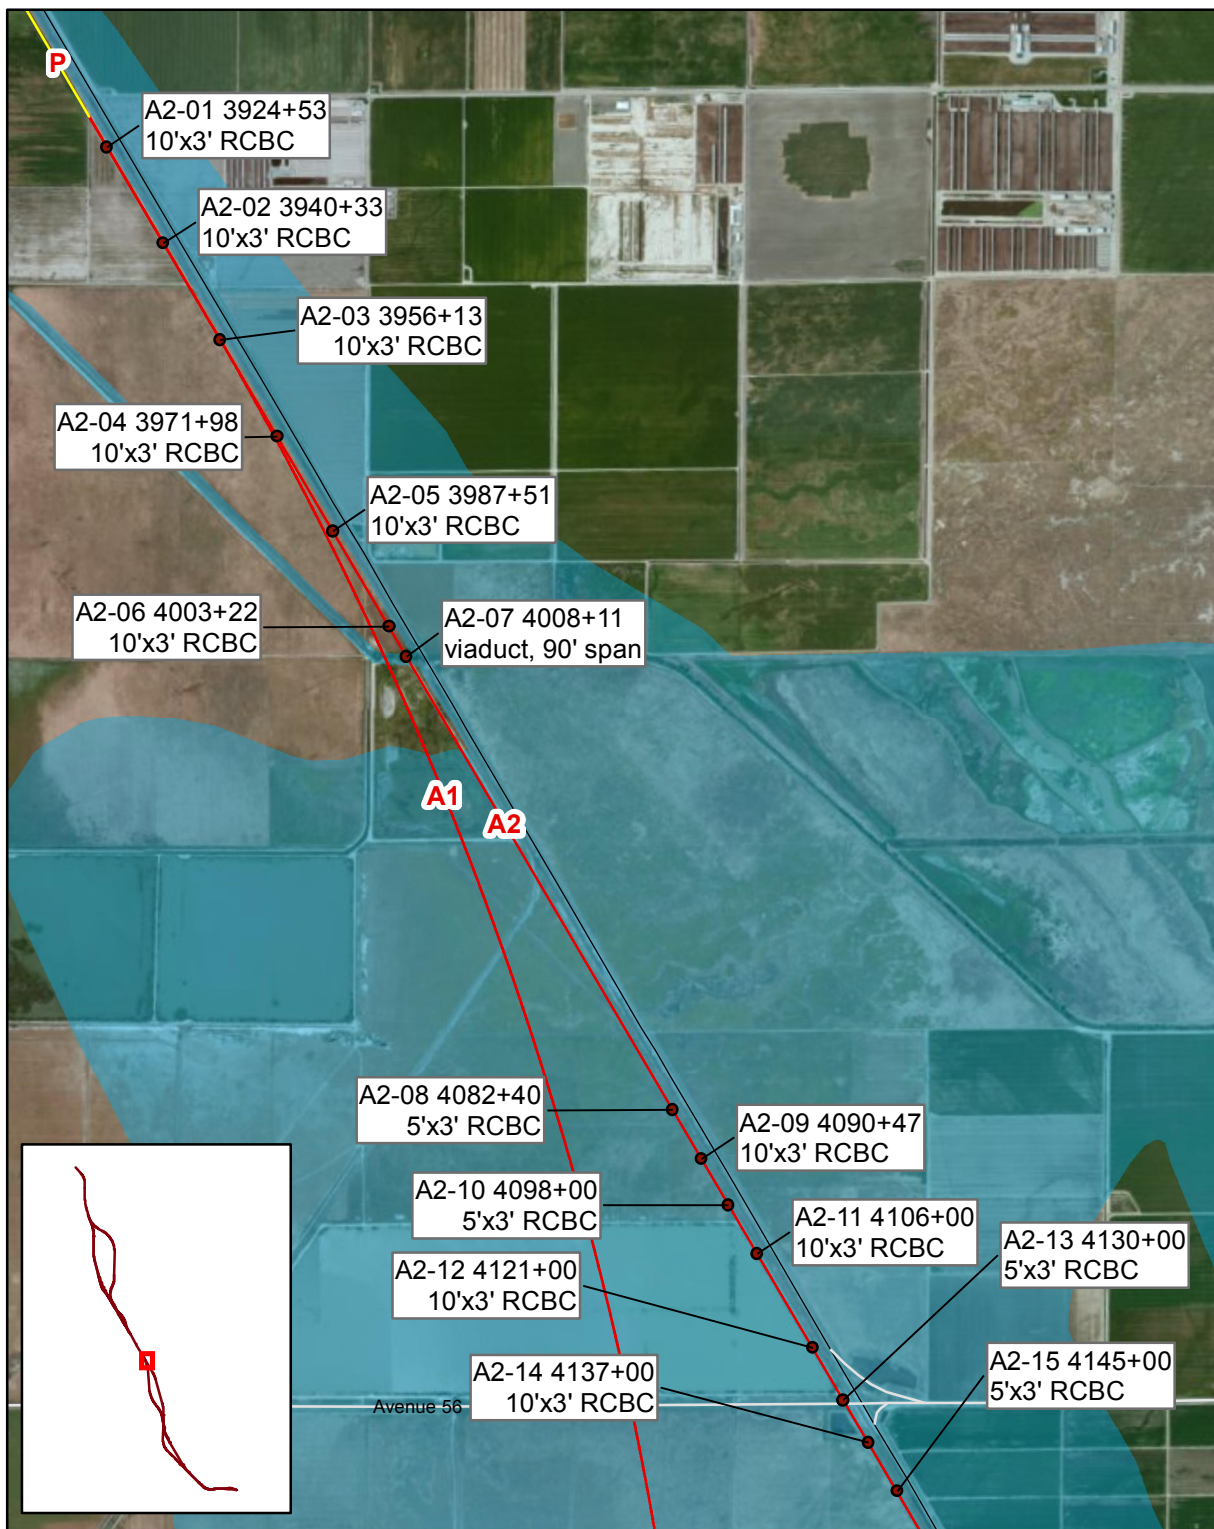 P
A2-01 3924+53
10'x3' RCBC
A2-02 3940+33
10'x3' RCBC
A2-03 3956+13
10'x3' RCBC
A2-04 3971+98
10'x3' RCBC
A2-05 3987+51
10'x3' RCBC
A2-06 4003+22
10'x3' RCBC
A2-07 4008+11
viaduct, 90' span
A1
A2
A2-08 4082+40
5'x3' RCBC
A2-09 4090+47
10'x3' RCBC
A2-10 4098+00
5'x3' RCBC
A2-11 4106+00
10'x3' RCBC
A2-12 4121+00
10'x3' RCBC
A2-13 4130+00
5'x3' RCBC
A2-14 4137+00
10'x3' RCBC
A2-15 4145+00
5'x3' RCBC
Avenue 56